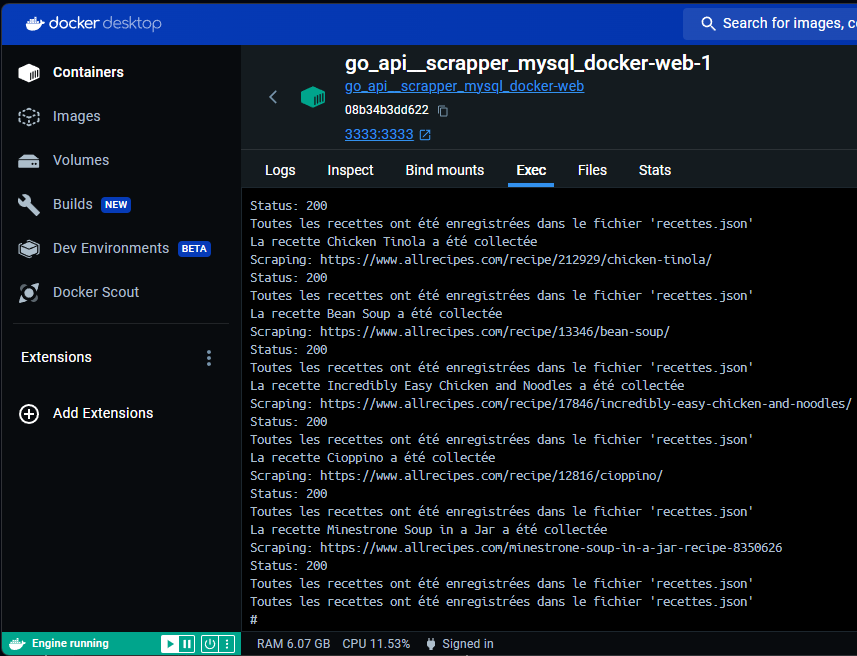 docker desktop
Search for images, c
Containers
Images
Volumes
Builds NEW
Dev Environments BETA
Docker Scout
Extensions
Add Extensions
go_api__scrapper_mysql_docker-web-1
go_api__scrapper_mysql_docker-web
08b34b3dd622
3333:3333
Logs Inspect Bind mounts Exec Files Stats
Status: 200
Toutes les recettes ont été enregistrées dans le fichier 'recettes.json'
La recette Chicken Tinola a été collectée
Scraping: https://www.allrecipes.com/recipe/212929/chicken-tinola/
Status: 200
Toutes les recettes ont été enregistrées dans le fichier 'recettes.json'
La recette Bean Soup a été collectée
Scraping: https://www.allrecipes.com/recipe/13346/bean-soup/
Status: 200
Toutes les recettes ont été enregistrées dans le fichier 'recettes.json'
La recette Incredibly Easy Chicken and Noodles a été collectée
Scraping: https://www.allrecipes.com/recipe/17846/incredibly-easy-chicken-and-noodles/
Status: 200
Toutes les recettes ont été enregistrées dans le fichier 'recettes.json'
La recette Cioppino a été collectée
Scraping: https://www.allrecipes.com/recipe/12816/cioppino/
Status: 200
Toutes les recettes ont été enregistrées dans le fichier 'recettes.json'
La recette Minestrone Soup in a Jar a été collectée
Scraping: https://www.allrecipes.com/minestrone-soup-in-a-jar-recipe-8350626
Status: 200
Toutes les recettes ont été enregistrées dans le fichier 'recettes.json'
Toutes les recettes ont été enregistrées dans le fichier 'recettes.json'
#
Engine running
RAM 6.07 GB CPU 11.53% Signed in